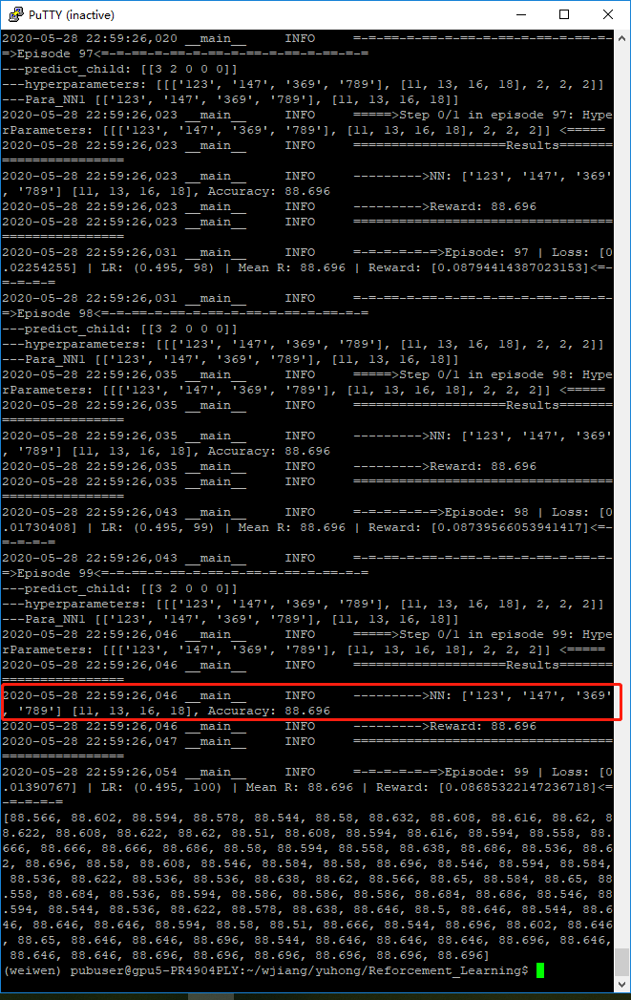 PuTTY (inactive)
2020-05-28 22:59:26,020 __main__     INFO     =-=-==-==-=-==-=-==-==-=-==-==-=-
=>Episode 97<=-=-==-==-=-==-=-==-==-=-==-==-=-=
---predict_child: [[3 2 0 0 0]]
---hyperparameters: [[['123', '147', '369', '789'], [11, 13, 16, 18], 2, 2, 2]]
---Para_NN1 [['123', '147', '369', '789'], [11, 13, 16, 18]]
2020-05-28 22:59:26,023 __main__     INFO     =====>Step 0/1 in episode 97: Hype
rParameters: [[['123', '147', '369', '789'], [11, 13, 16, 18], 2, 2, 2]] <=====
2020-05-28 22:59:26,023 __main__     INFO     ====================Results=======
================
2020-05-28 22:59:26,023 __main__     INFO     --------->NN: ['123', '147', '369'
, '789'] [11, 13, 16, 18], Accuracy: 88.696
2020-05-28 22:59:26,023 __main__     INFO     --------->Reward: 88.696
2020-05-28 22:59:26,023 __main__     INFO     ==================================
================
2020-05-28 22:59:26,031 __main__     INFO     =-=-=-=-=-=>Episode: 97 | Loss: [0
.02254255] | LR: (0.495, 98) | Mean R: 88.696 | Reward: [0.08794414387023153]<=-
=-=-=-=
2020-05-28 22:59:26,031 __main__     INFO     =-=-==-==-=-==-=-==-==-=-==-==-=-
=>Episode 98<=-=-==-==-=-==-=-==-==-=-==-==-=-=
---predict_child: [[3 2 0 0 0]]
---hyperparameters: [[['123', '147', '369', '789'], [11, 13, 16, 18], 2, 2, 2]]
---Para_NN1 [['123', '147', '369', '789'], [11, 13, 16, 18]]
2020-05-28 22:59:26,035 __main__     INFO     =====>Step 0/1 in episode 98: Hype
rParameters: [[['123', '147', '369', '789'], [11, 13, 16, 18], 2, 2, 2]] <=====
2020-05-28 22:59:26,035 __main__     INFO     ====================Results=======
================
2020-05-28 22:59:26,035 __main__     INFO     --------->NN: ['123', '147', '369'
, '789'] [11, 13, 16, 18], Accuracy: 88.696
2020-05-28 22:59:26,035 __main__     INFO     --------->Reward: 88.696
2020-05-28 22:59:26,035 __main__     INFO     ==================================
================
2020-05-28 22:59:26,043 __main__     INFO     =-=-=-=-=-=>Episode: 98 | Loss: [0
.01730408] | LR: (0.495, 99) | Mean R: 88.696 | Reward: [0.08739566053941417]<=-
=-=-=-=
2020-05-28 22:59:26,043 __main__     INFO     =-=-==-==-=-==-=-==-==-=-==-==-=-
=>Episode 99<=-=-==-==-=-==-=-==-==-=-==-==-=-=
---predict_child: [[3 2 0 0 0]]
---hyperparameters: [[['123', '147', '369', '789'], [11, 13, 16, 18], 2, 2, 2]]
---Para_NN1 [['123', '147', '369', '789'], [11, 13, 16, 18]]
2020-05-28 22:59:26,046 __main__     INFO     =====>Step 0/1 in episode 99: Hype
rParameters: [[['123', '147', '369', '789'], [11, 13, 16, 18], 2, 2, 2]] <=====
2020-05-28 22:59:26,046 __main__     INFO     ====================Results=======
================
2020-05-28 22:59:26,046 __main__     INFO     --------->NN: ['123', '147', '369'
, '789'] [11, 13, 16, 18], Accuracy: 88.696
2020-05-28 22:59:26,046 __main__     INFO     --------->Reward: 88.696
2020-05-28 22:59:26,047 __main__     INFO     ==================================
================
2020-05-28 22:59:26,054 __main__     INFO     =-=-=-=-=-=>Episode: 99 | Loss: [0
.01390767] | LR: (0.495, 100) | Mean R: 88.696 | Reward: [0.08685322147236718]<=
-=-=-=-=
[88.566, 88.602, 88.594, 88.578, 88.544, 88.58, 88.632, 88.608, 88.616, 88.62, 8
8.622, 88.608, 88.622, 88.62, 88.51, 88.608, 88.594, 88.616, 88.594, 88.558, 88.
666, 88.666, 88.666, 88.686, 88.58, 88.594, 88.558, 88.638, 88.686, 88.536, 88.6
2, 88.696, 88.58, 88.608, 88.546, 88.584, 88.58, 88.696, 88.546, 88.594, 88.584,
 88.536, 88.622, 88.536, 88.536, 88.638, 88.62, 88.566, 88.65, 88.584, 88.65, 88
.558, 88.684, 88.536, 88.594, 88.586, 88.586, 88.586, 88.684, 88.686, 88.546, 88
.594, 88.544, 88.536, 88.622, 88.578, 88.638, 88.646, 88.5, 88.646, 88.544, 88.6
46, 88.646, 88.646, 88.594, 88.58, 88.51, 88.666, 88.544, 88.696, 88.602, 88.646
, 88.65, 88.646, 88.646, 88.544, 88.646, 88.646, 88.646, 88.696, 88.646, 88.646,
 88.646, 88.646, 88.696, 88.696, 88.696, 88.696, 88.696, 88.696]
(weiwen) pubuser@gpu5-PR4904PLY:~/wjiang/yuhong/Reforcement_Learning$